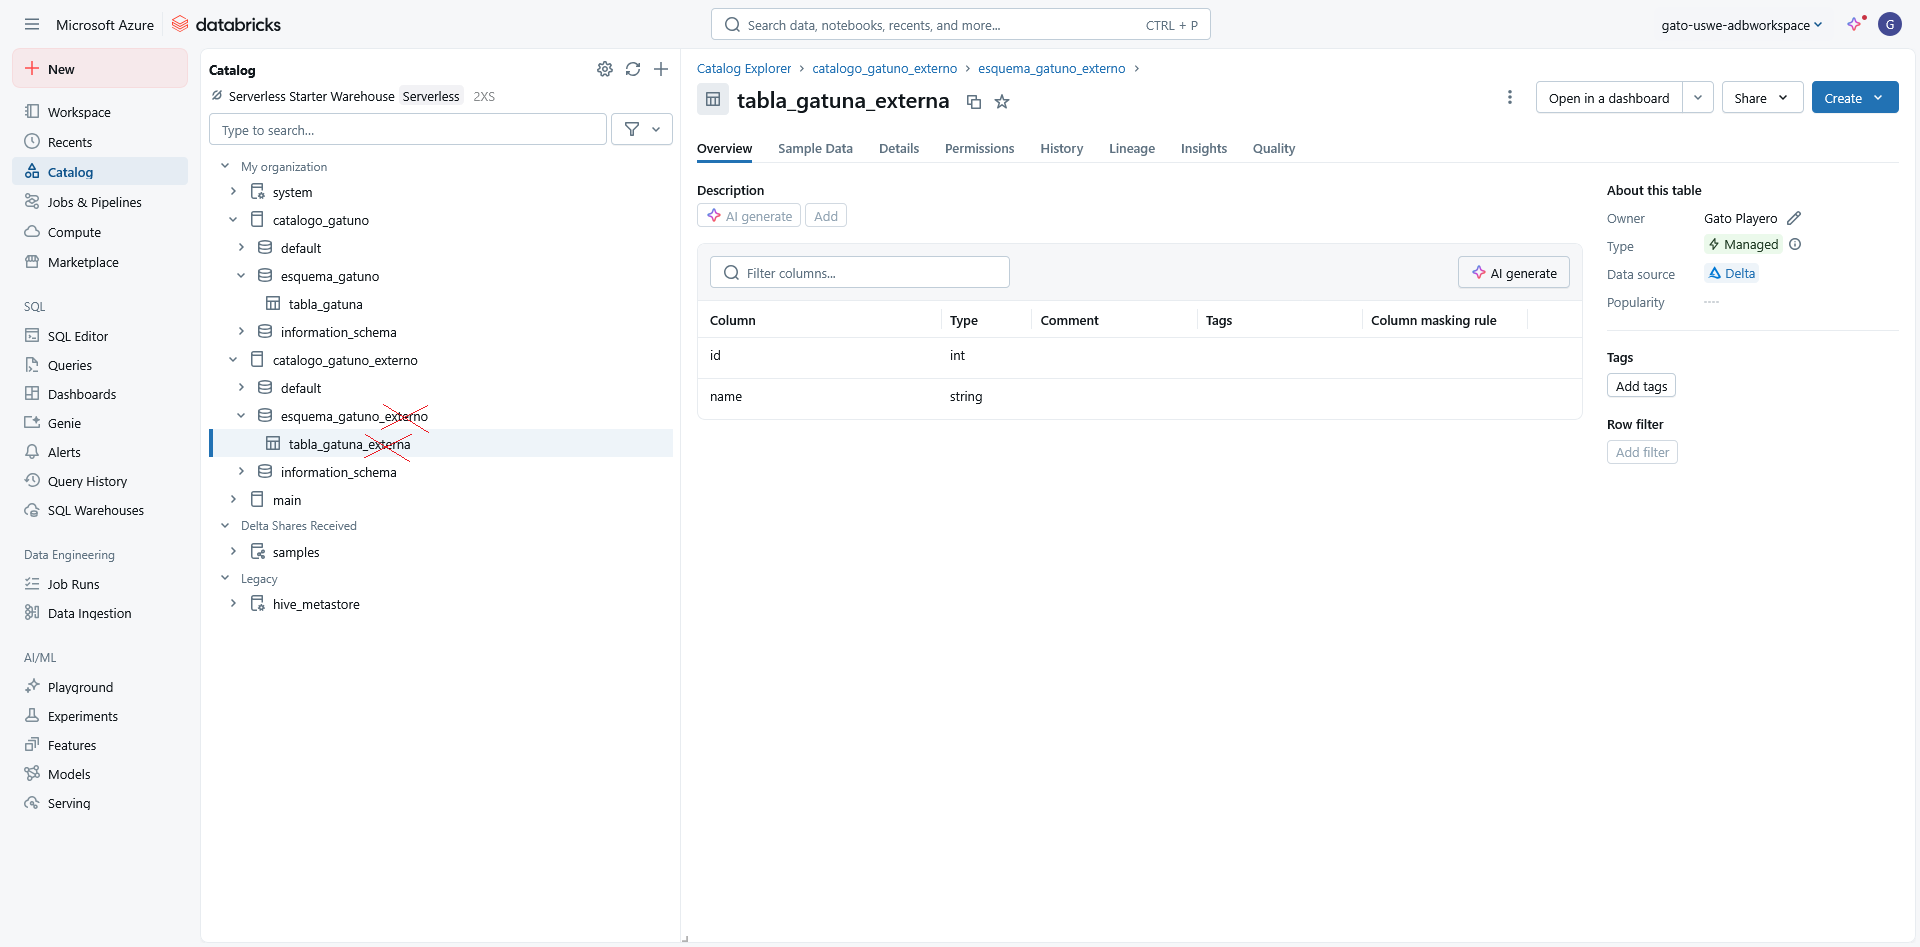 Microsoft Azure databricks
Search data, notebooks, recents, and more... CTRL + P
gato-uswe-adbworkspace G
New
Workspace
Recents
Catalog
Jobs & Pipelines
Compute
Marketplace
SQL
SQL Editor
Queries
Dashboards
Genie
Alerts
Query History
SQL Warehouses
Data Engineering
Job Runs
Data Ingestion
AI/ML
Playground
Experiments
Features
Models
Serving
Catalog
Serverless Starter Warehouse Serverless 2XS
Type to search...
My organization
system
catalogo_gatuno
default
esquema_gatuno
tabla_gatuna
information_schema
catalogo_gatuno_externo
default
esquema_gatuno_externo
tabla_gatuna_externa
information_schema
main
Delta Shares Received
samples
Legacy
hive_metastore
Catalog Explorer › catalogo_gatuno_externo › esquema_gatuno_externo ›
tabla_gatuna_externa
Open in a dashboard Share Create
Overview Sample Data Details Permissions History Lineage Insights Quality
Description
AI generate Add
Filter columns... AI generate
Column Type Comment Tags Column masking rule
id int
name string
About this table
Owner Gato Playero
Type Managed
Data source Delta
Popularity ----
Tags
Add tags
Row filter
Add filter